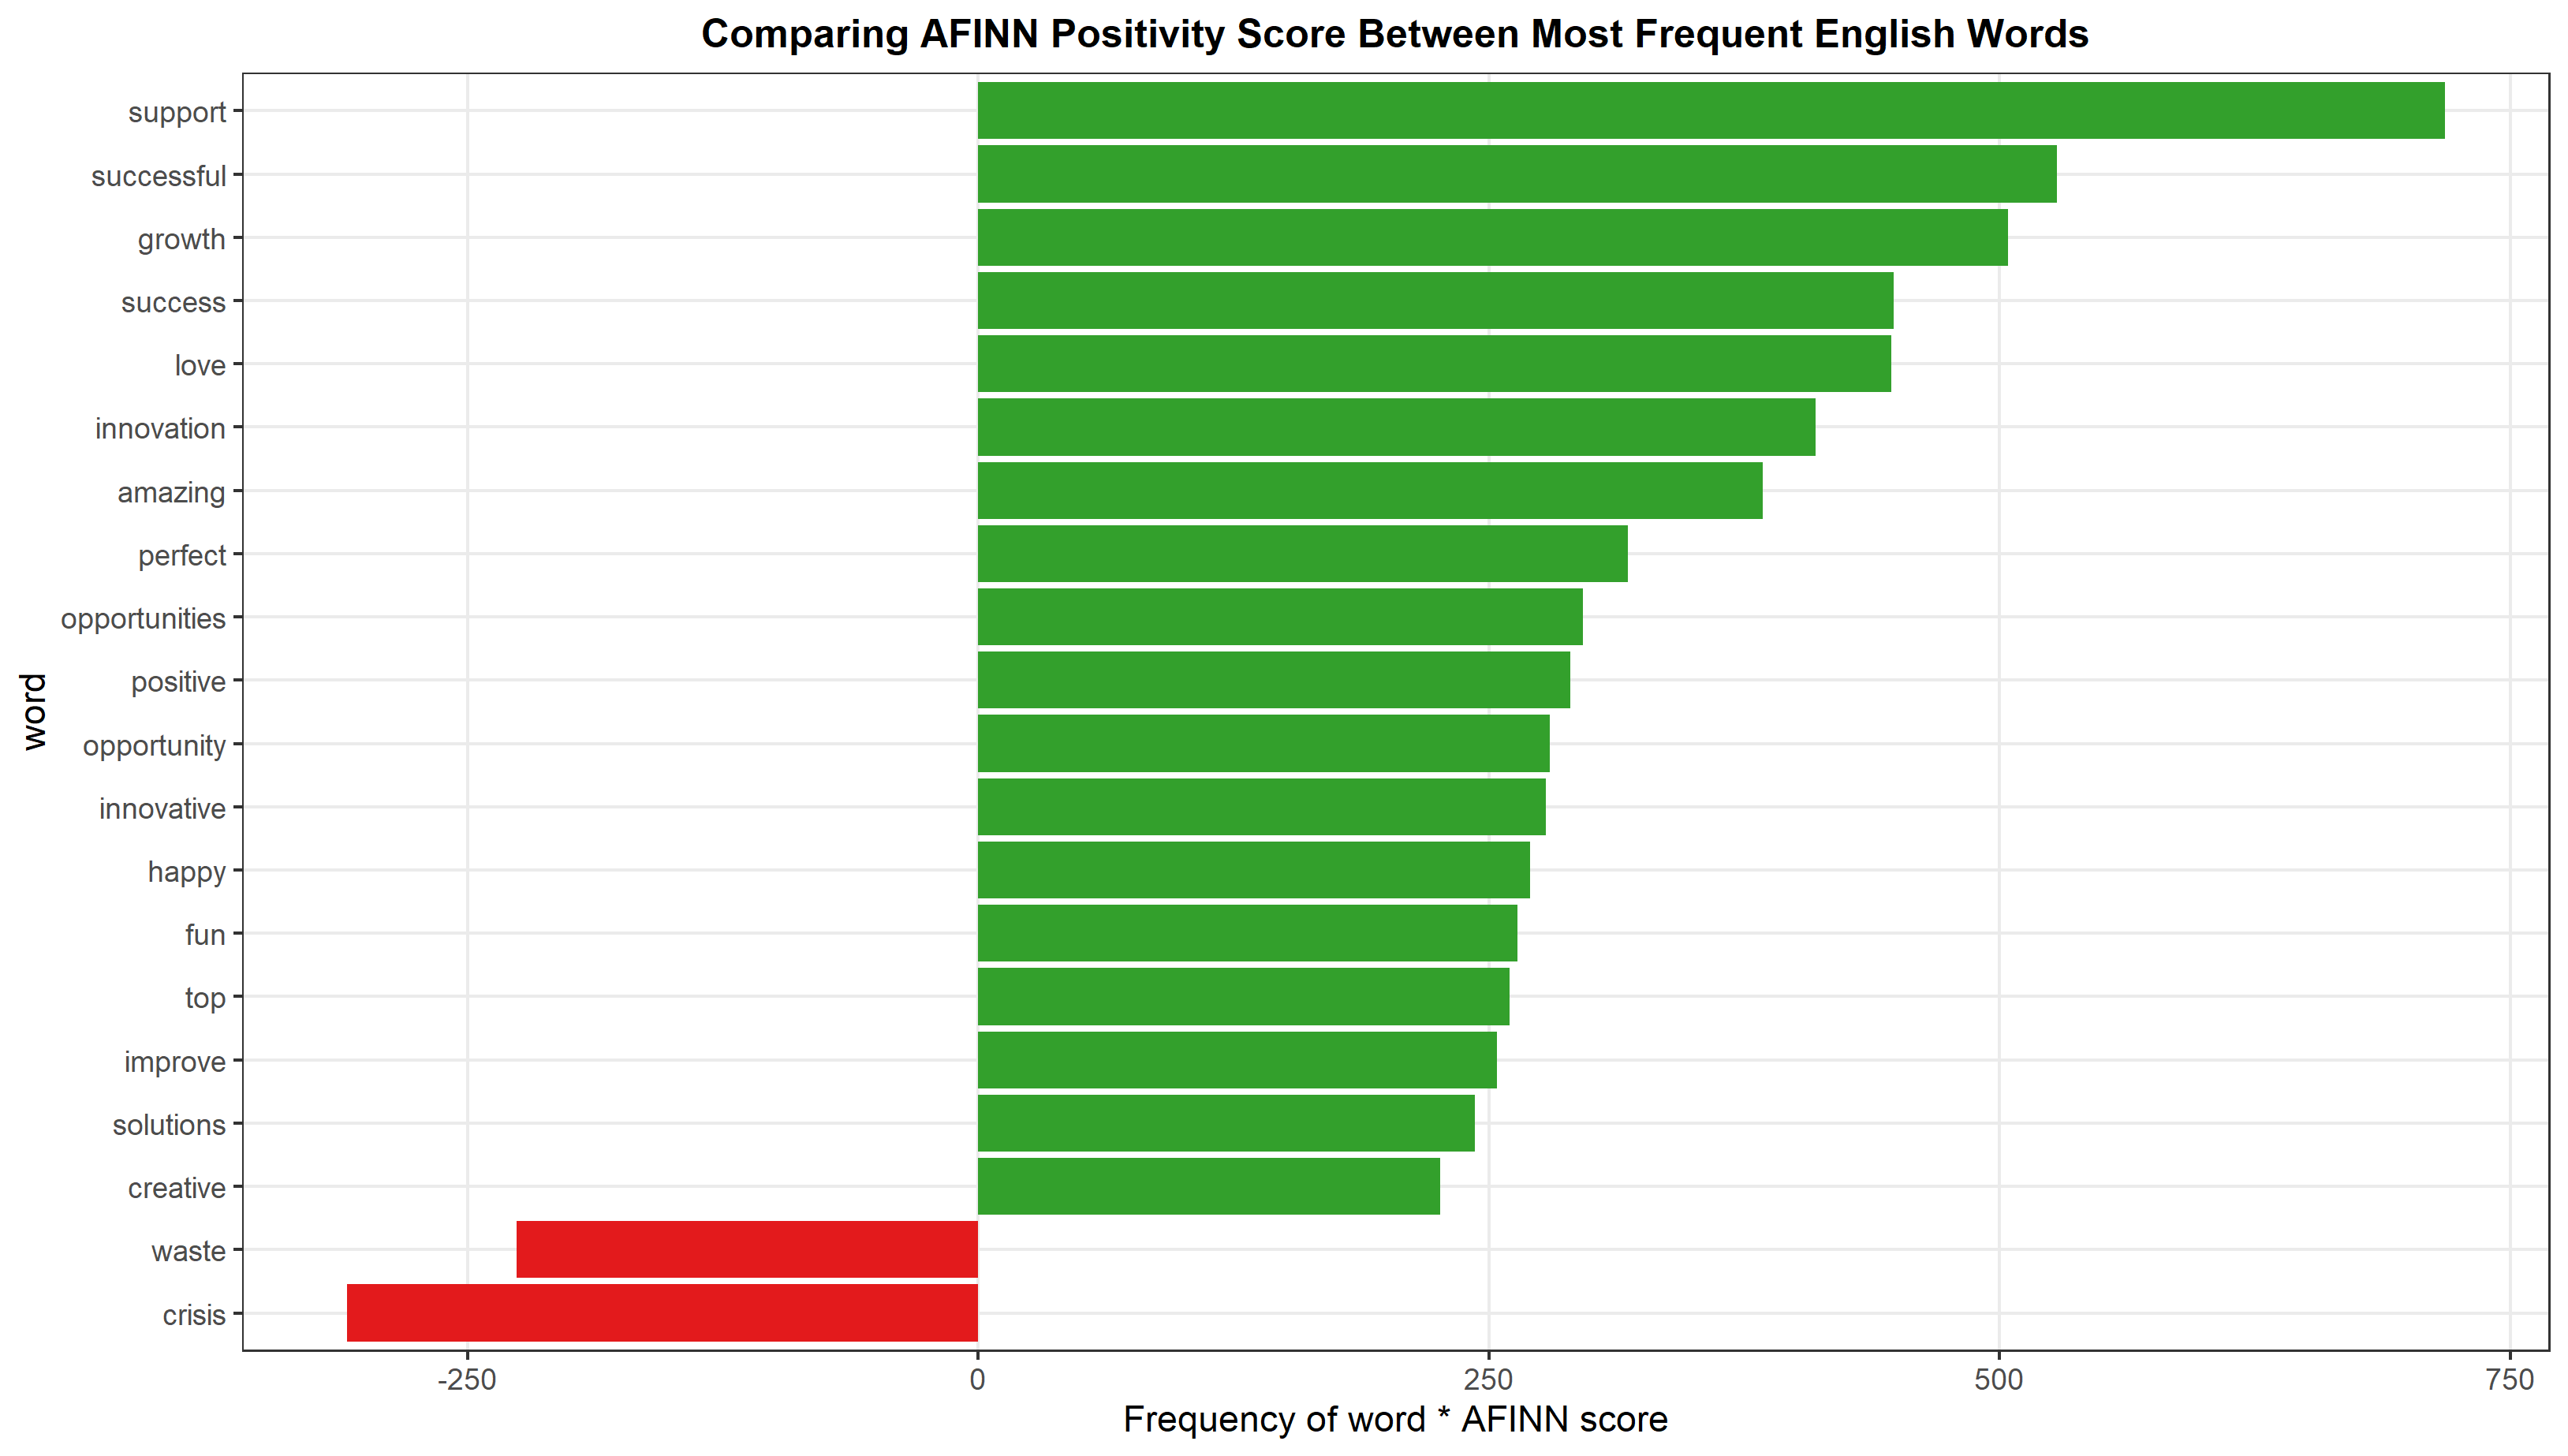 Comparing AFINN Positivity Score Between Most Frequent English Words
word
support
successful
growth
success
love
innovation
amazing
perfect
opportunities
positive
opportunity
innovative
happy
fun
top
improve
solutions
creative
waste
crisis
-250 0 250 500 750
Frequency of word * AFINN score